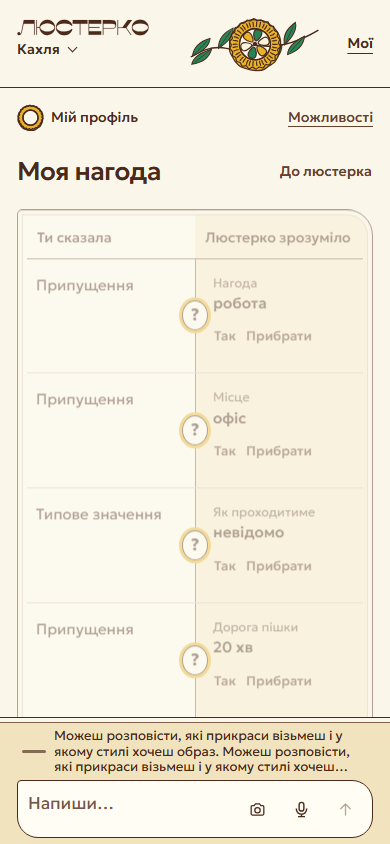 ЛЮСТЕРКО
Кахля
Мої
Мій профіль
Можливості
Моя нагода
До люстерка
Ти сказала
Люстерко зрозуміло
Припущення
Нагода
робота
?
Так Прибрати
Припущення
Місце
офіс
?
Так Прибрати
Типове значення
Як проходитиме
невідомо
?
Так Прибрати
Припущення
Дорога пішки
20 хв
?
Так Прибрати
Можеш розповісти, які прикраси візьмеш і у
якому стилі хочеш образ. Можеш розповісти,
які прикраси візьмеш і у якому стилі хочеш…
Напиши…